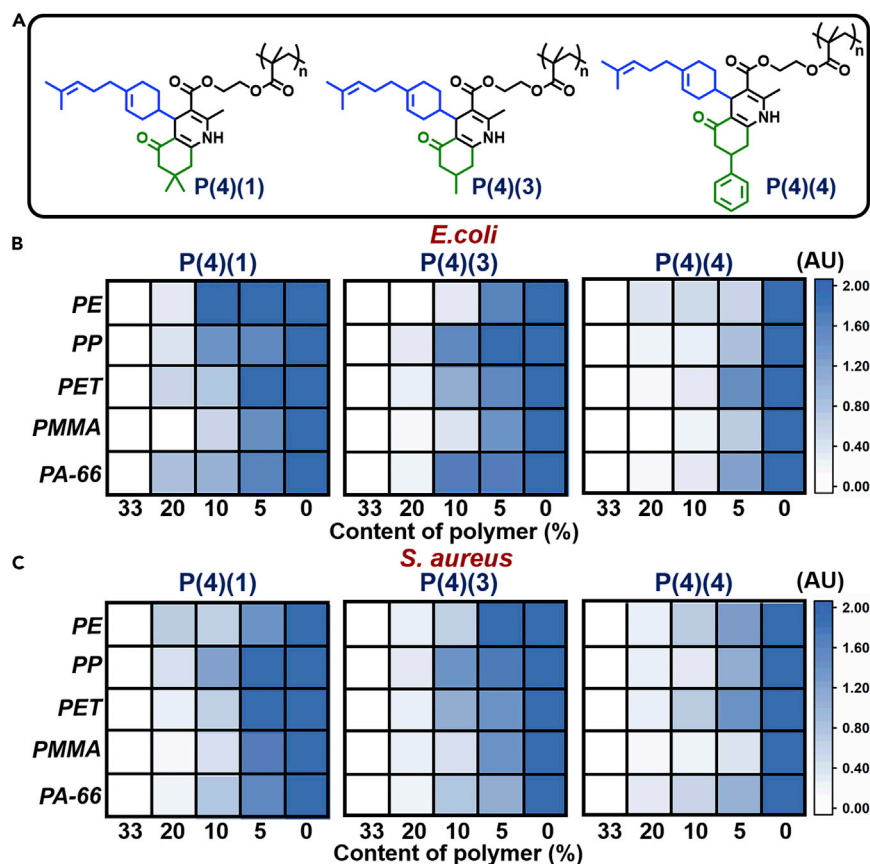 A
O
O
O
O
n
NH
O
P(4)(1)
O
O
O
O
n
NH
O
P(4)(3)
O
O
O
O
n
NH
O
P(4)(4)
B
E.coli
P(4)(1) P(4)(3) P(4)(4) (AU)
PE
PP
PET
PMMA
PA-66
2.00
1.60
1.20
0.80
0.40
0.00
33 20 10 5 0 33 20 10 5 0 33 20 10 5 0
Content of polymer (%)
C
S. aureus
P(4)(1) P(4)(3) P(4)(4) (AU)
PE
PP
PET
PMMA
PA-66
2.00
1.60
1.20
0.80
0.40
0.00
33 20 10 5 0 33 20 10 5 0 33 20 10 5 0
Content of polymer (%)